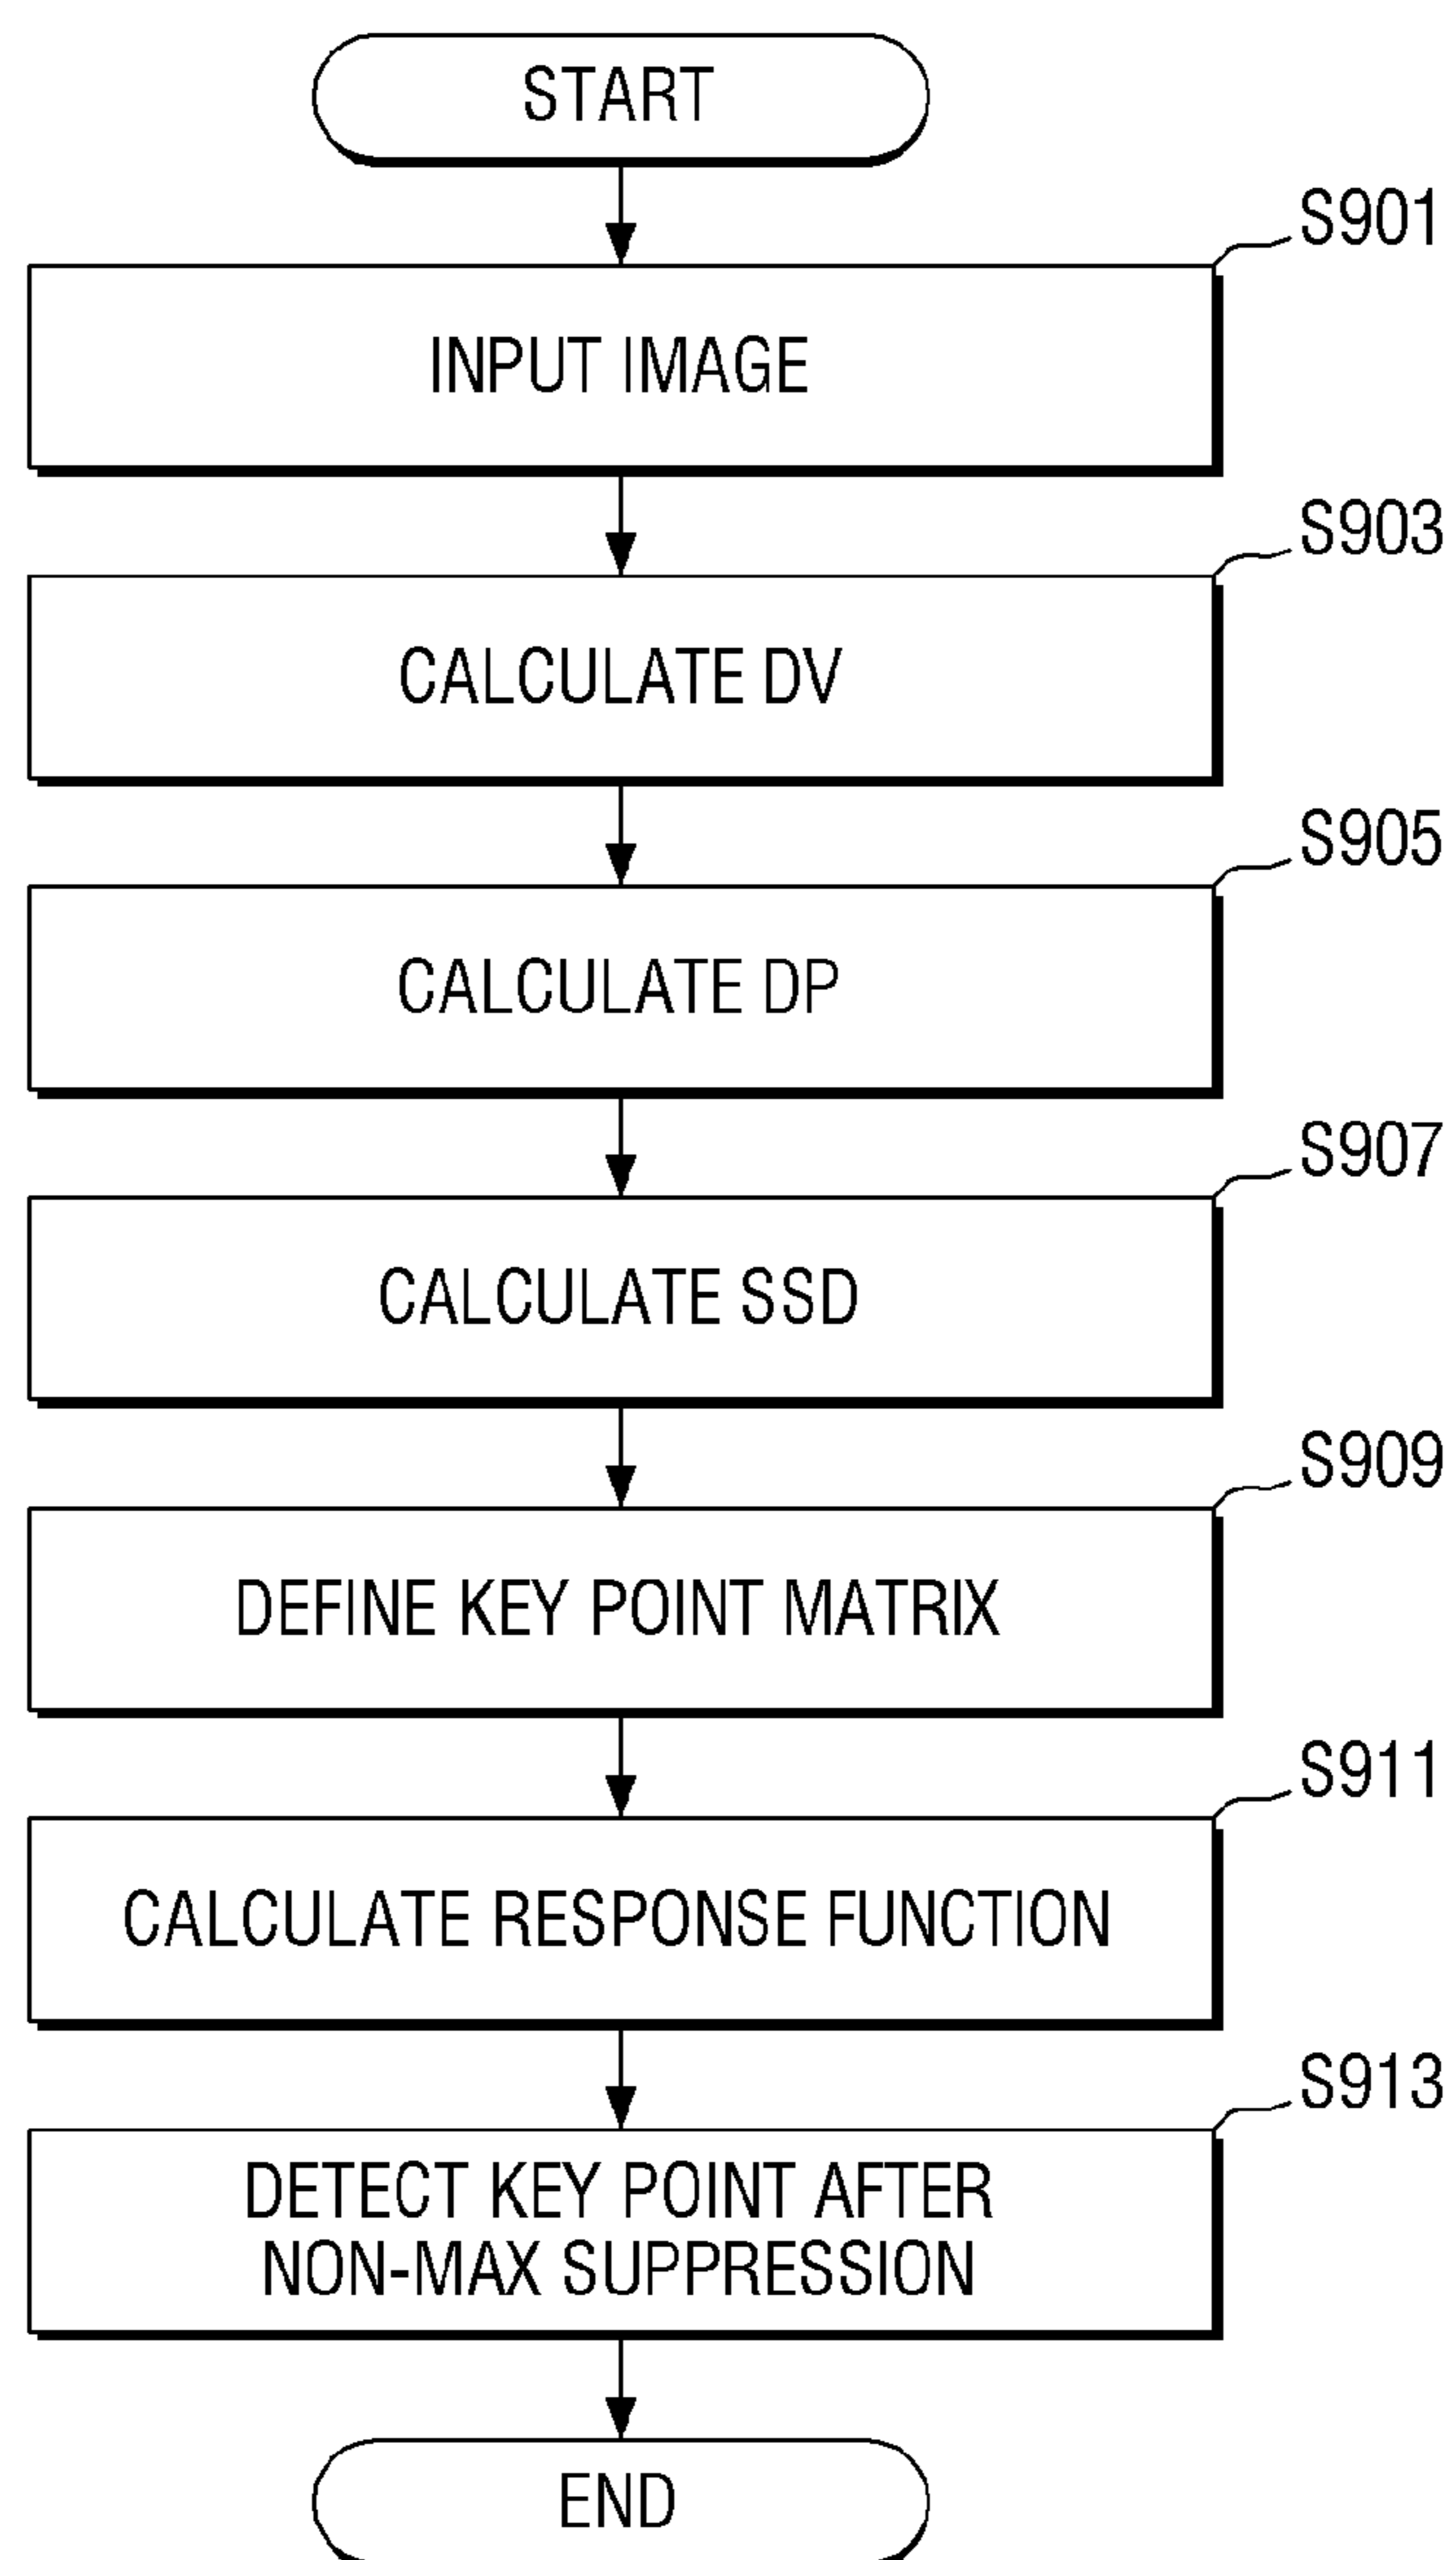 START
S901
INPUT IMAGE
S903
CALCULATE DV
S905
CALCULATE DP
S907
CALCULATE SSD
S909
DEFINE KEY POINT MATRIX
S911
CALCULATE RESPONSE FUNCTION
S913
DETECT KEY POINT AFTER
NON-MAX SUPPRESSION
END